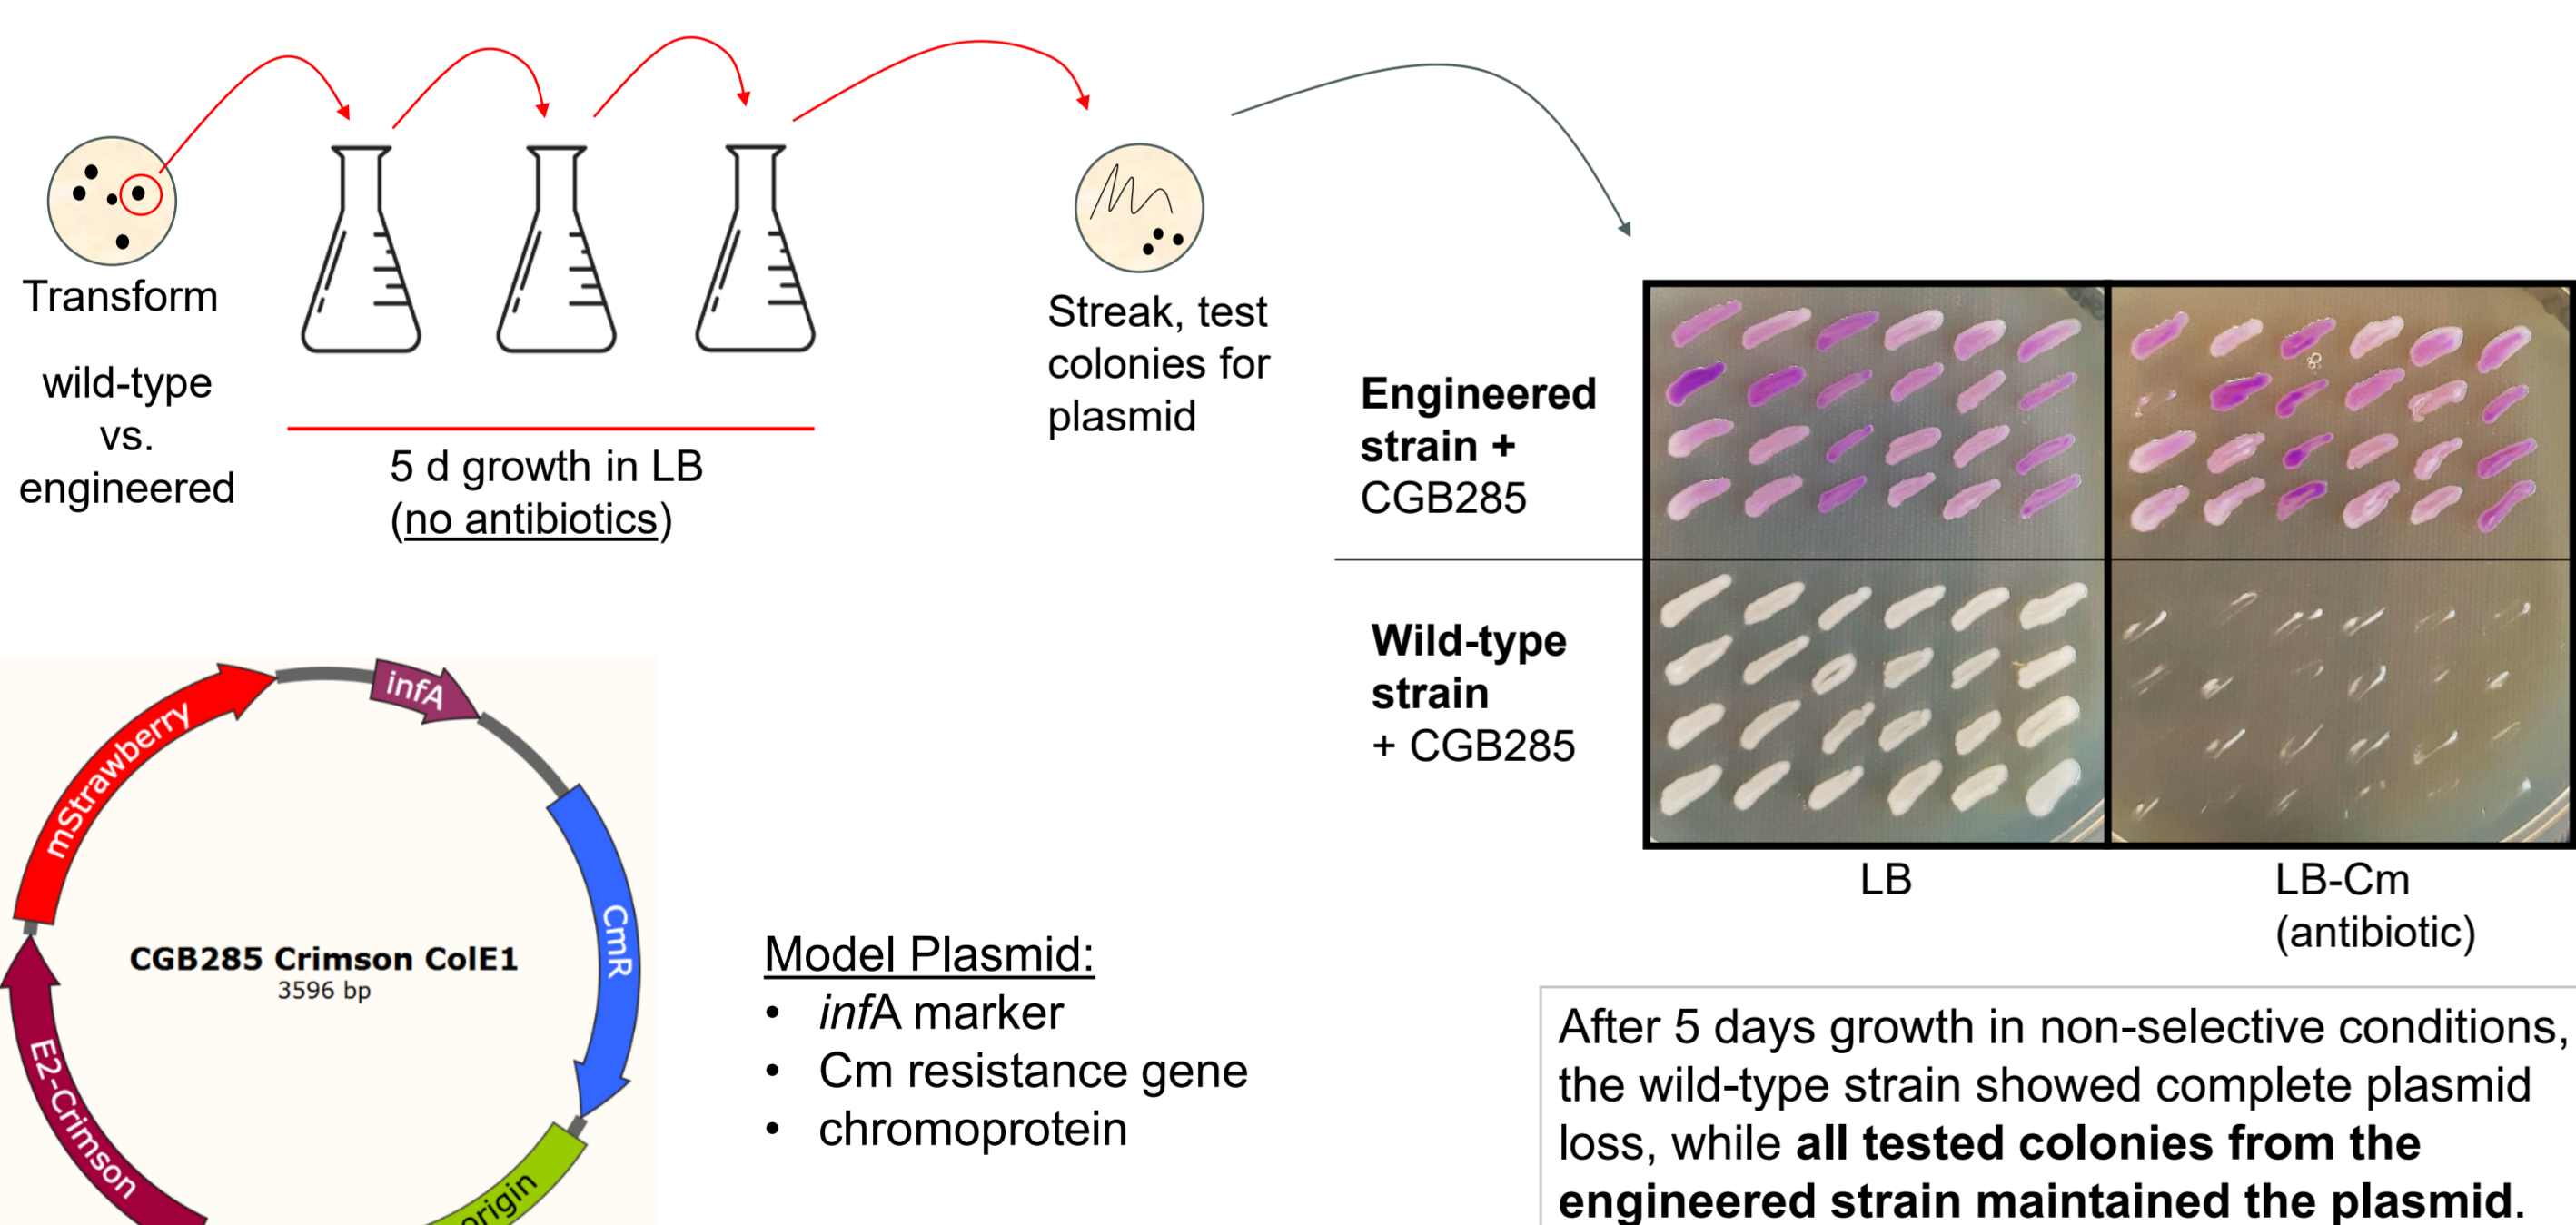 Transform
wild-type
vs.
engineered
5 d growth in LB
(no antibiotics)
Streak, test
colonies for
plasmid
Engineered
strain +
CGB285
Wild-type
strain
+ CGB285
LB
LB-Cm
(antibiotic)
infA
mStrawberry
CmR
CGB285 Crimson ColE1
3596 bp
E2-Crimson
origin
Model Plasmid:
• infA marker
• Cm resistance gene
• chromoprotein
After 5 days growth in non-selective conditions,
the wild-type strain showed complete plasmid
loss, while all tested colonies from the
engineered strain maintained the plasmid.